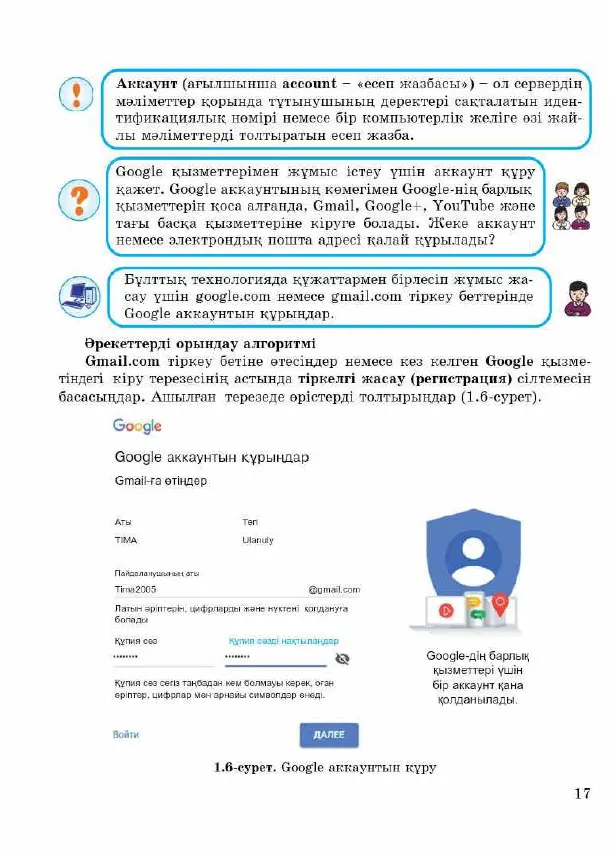 Аккаунт (ағылшынша account – «есеп жазбасы») – ол сервердің
мәліметтер қорында тұтынушының деректері сақталатын иден-
тификациялық нөмірі немесе бір компьютерлік желіге өзі жай-
лы мәліметтерді толтыратын есеп жазба.
Google қызметтерімен жұмыс істеу үшін аккаунт құру
қажет. Google аккаунтының көмегімен Google-нің барлық
қызметтерін қоса алғанда, Gmail, Google+, YouTube және
тағы басқа қызметтеріне кіруге болады. Жеке аккаунт
немесе электрондық пошта адресі қалай құрылады?
Бұлттық технологияда құжаттармен бірлесіп жұмыс жа-
сау үшін google.com немесе gmail.com тіркеу беттерінде
Google аккаунтын құрыңдар.
Әрекеттерді орындау алгоритмі
Gmail.com тіркеу бетіне өтесіңдер немесе кез келген Google қызме-
тіндегі кіру терезесінің астында тіркелгі жасау (регистрация) сілтемесін
басасыңдар. Ашылған терезеде өрістерді толтырыңдар (1.6-сурет).
Google
Google аккаунтын құрыңдар
Gmail-ға өтіңдер
Аты Тегі
TIMA Ulanuly
Пайдаланушының аты
Tima2005 @gmail.com
Латын әріптерін, цифрларды және нүктені қолдануға
болады
Құпия сөз Құпия сөзді нақтылаңдар
•••••••• ••••••••
Құпия сөз сегіз таңбадан кем болмауы керек, оған
әріптер, цифрлар мен арнайы символдар енеді.
Войти ДАЛЕЕ
Google-дің барлық
қызметтері үшін
бір аккаунт қана
қолданылады.
1.6-сурет. Google аккаунтын құру
17